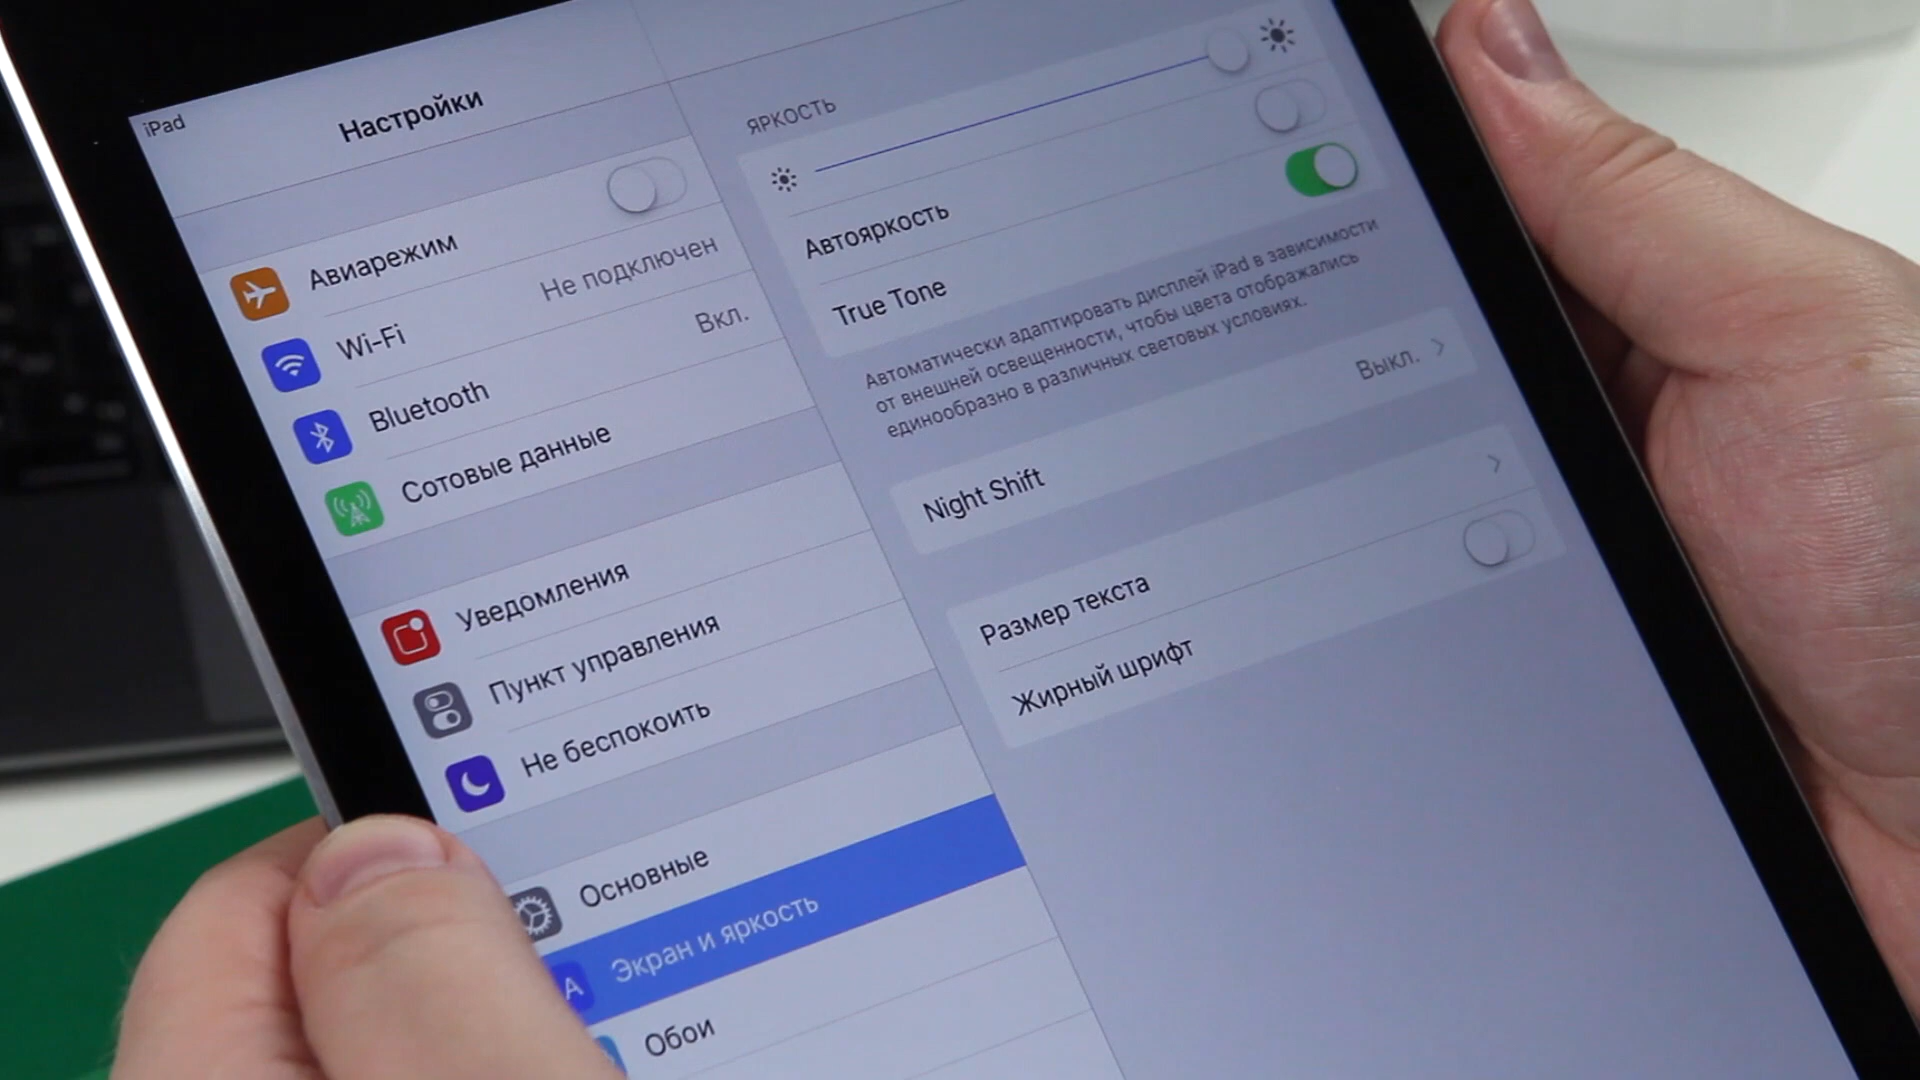 iPad
Настройки
Авиарежим
Wi-Fi
Не подключен
Bluetooth
Вкл.
Сотовые данные
Уведомления
Пункт управления
Не беспокоить
Основные
A
Экран и яркость
Обои
ЯРКОСТЬ
Автояркость
True Tone
Автоматически адаптировать дисплей iPad в зависимости
от внешней освещенности, чтобы цвета отображались
единообразно в различных световых условиях.
Night Shift
Выкл.
Размер текста
Жирный шрифт